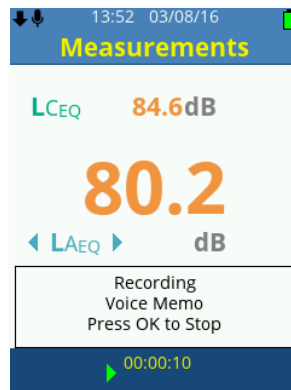 13:52 03/08/16
Measurements
LCEQ 84.6dB
80.2
LAEQ dB
Recording
Voice Memo
Press OK to Stop
00:00:10